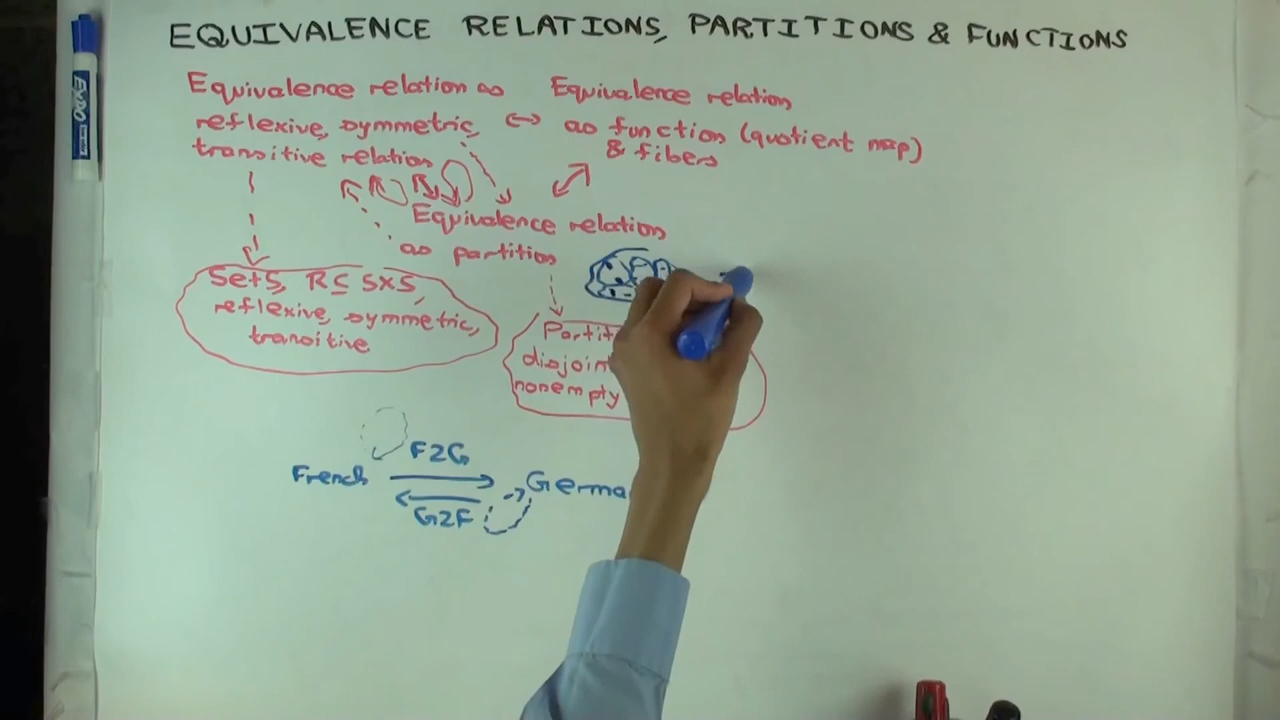 EQUIVALENCE RELATIONS, PARTITIONS & FUNCTIONS
Equivalence relation as
reflexive, symmetric,
transitive relation
↔
Equivalence relation
as function (quotient map)
& fibers
Equivalence relation
as partition
Set S, R ⊆ S×S,
reflexive, symmetric,
transitive
disjoint
nonempty
F2G
French
G2F
EXPO